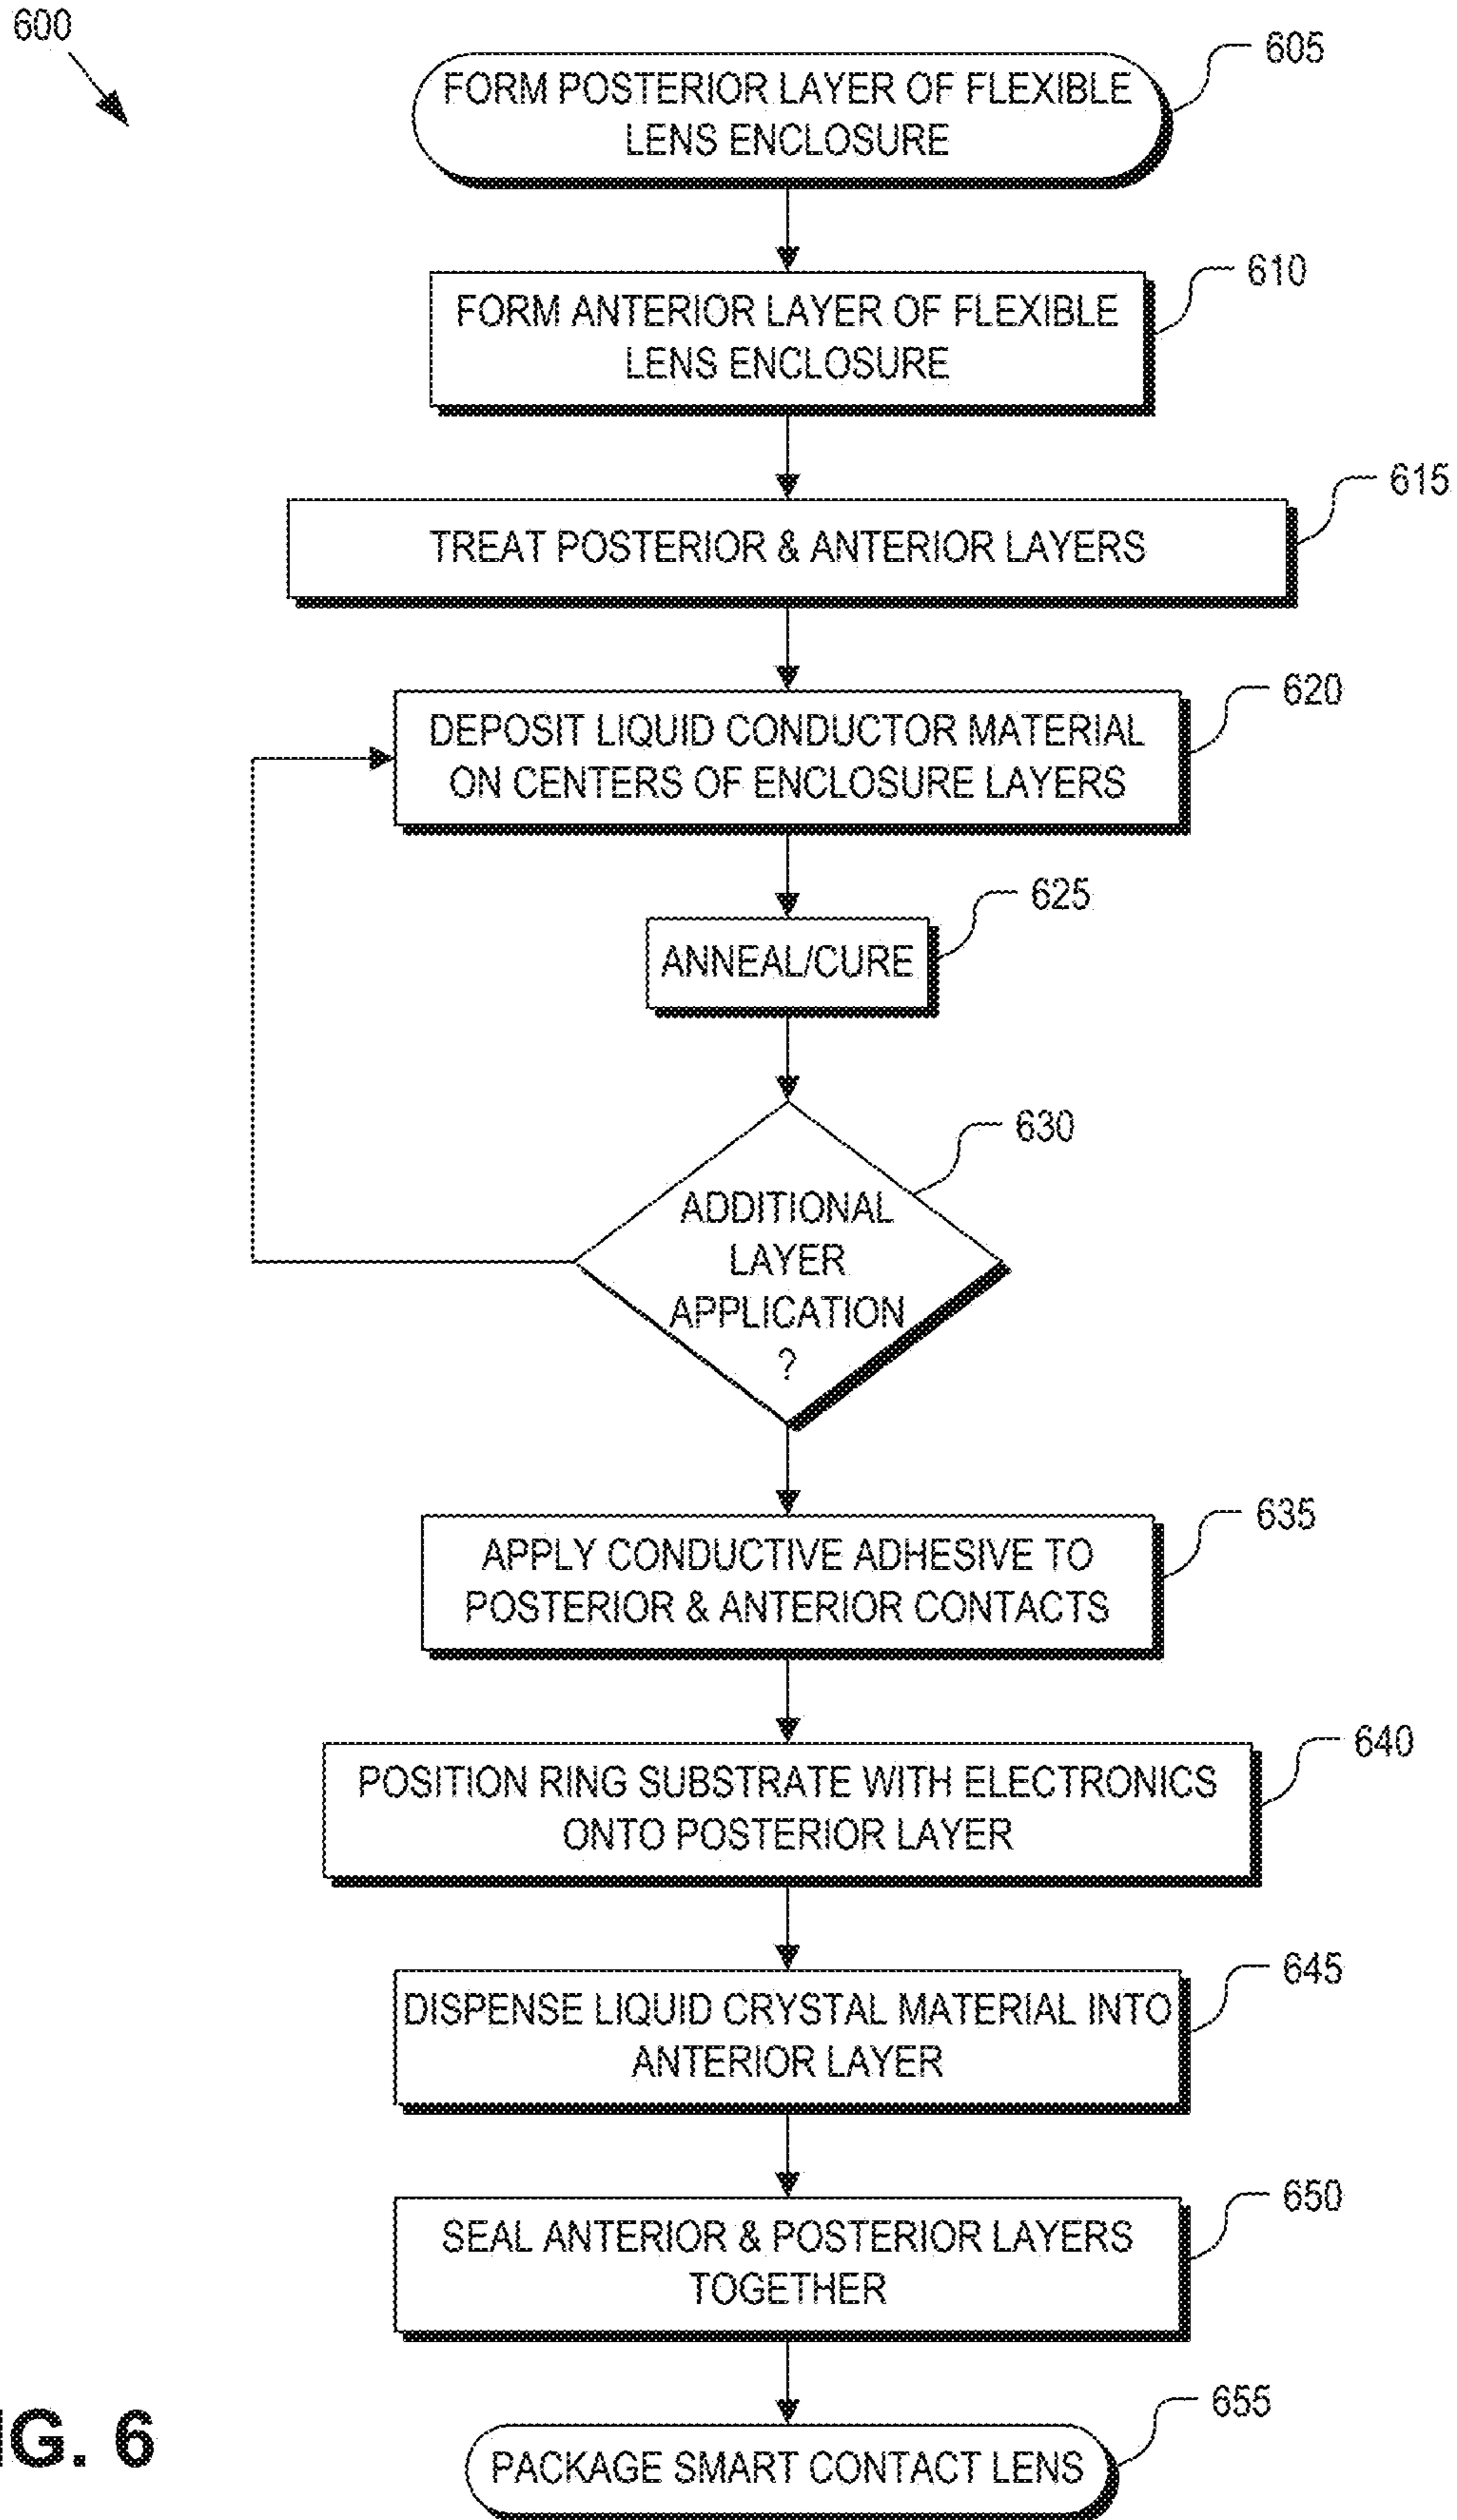 600
605
FORM POSTERIOR LAYER OF FLEXIBLE
LENS ENCLOSURE
610
FORM ANTERIOR LAYER OF FLEXIBLE
LENS ENCLOSURE
615
TREAT POSTERIOR & ANTERIOR LAYERS
620
DEPOSIT LIQUID CONDUCTOR MATERIAL
ON CENTERS OF ENCLOSURE LAYERS
625
ANNEAL/CURE
630
ADDITIONAL
LAYER
APPLICATION
?
635
APPLY CONDUCTIVE ADHESIVE TO
POSTERIOR & ANTERIOR CONTACTS
640
POSITION RING SUBSTRATE WITH ELECTRONICS
ONTO POSTERIOR LAYER
645
DISPENSE LIQUID CRYSTAL MATERIAL INTO
ANTERIOR LAYER
650
SEAL ANTERIOR & POSTERIOR LAYERS
TOGETHER
655
PACKAGE SMART CONTACT LENS
IG. 6